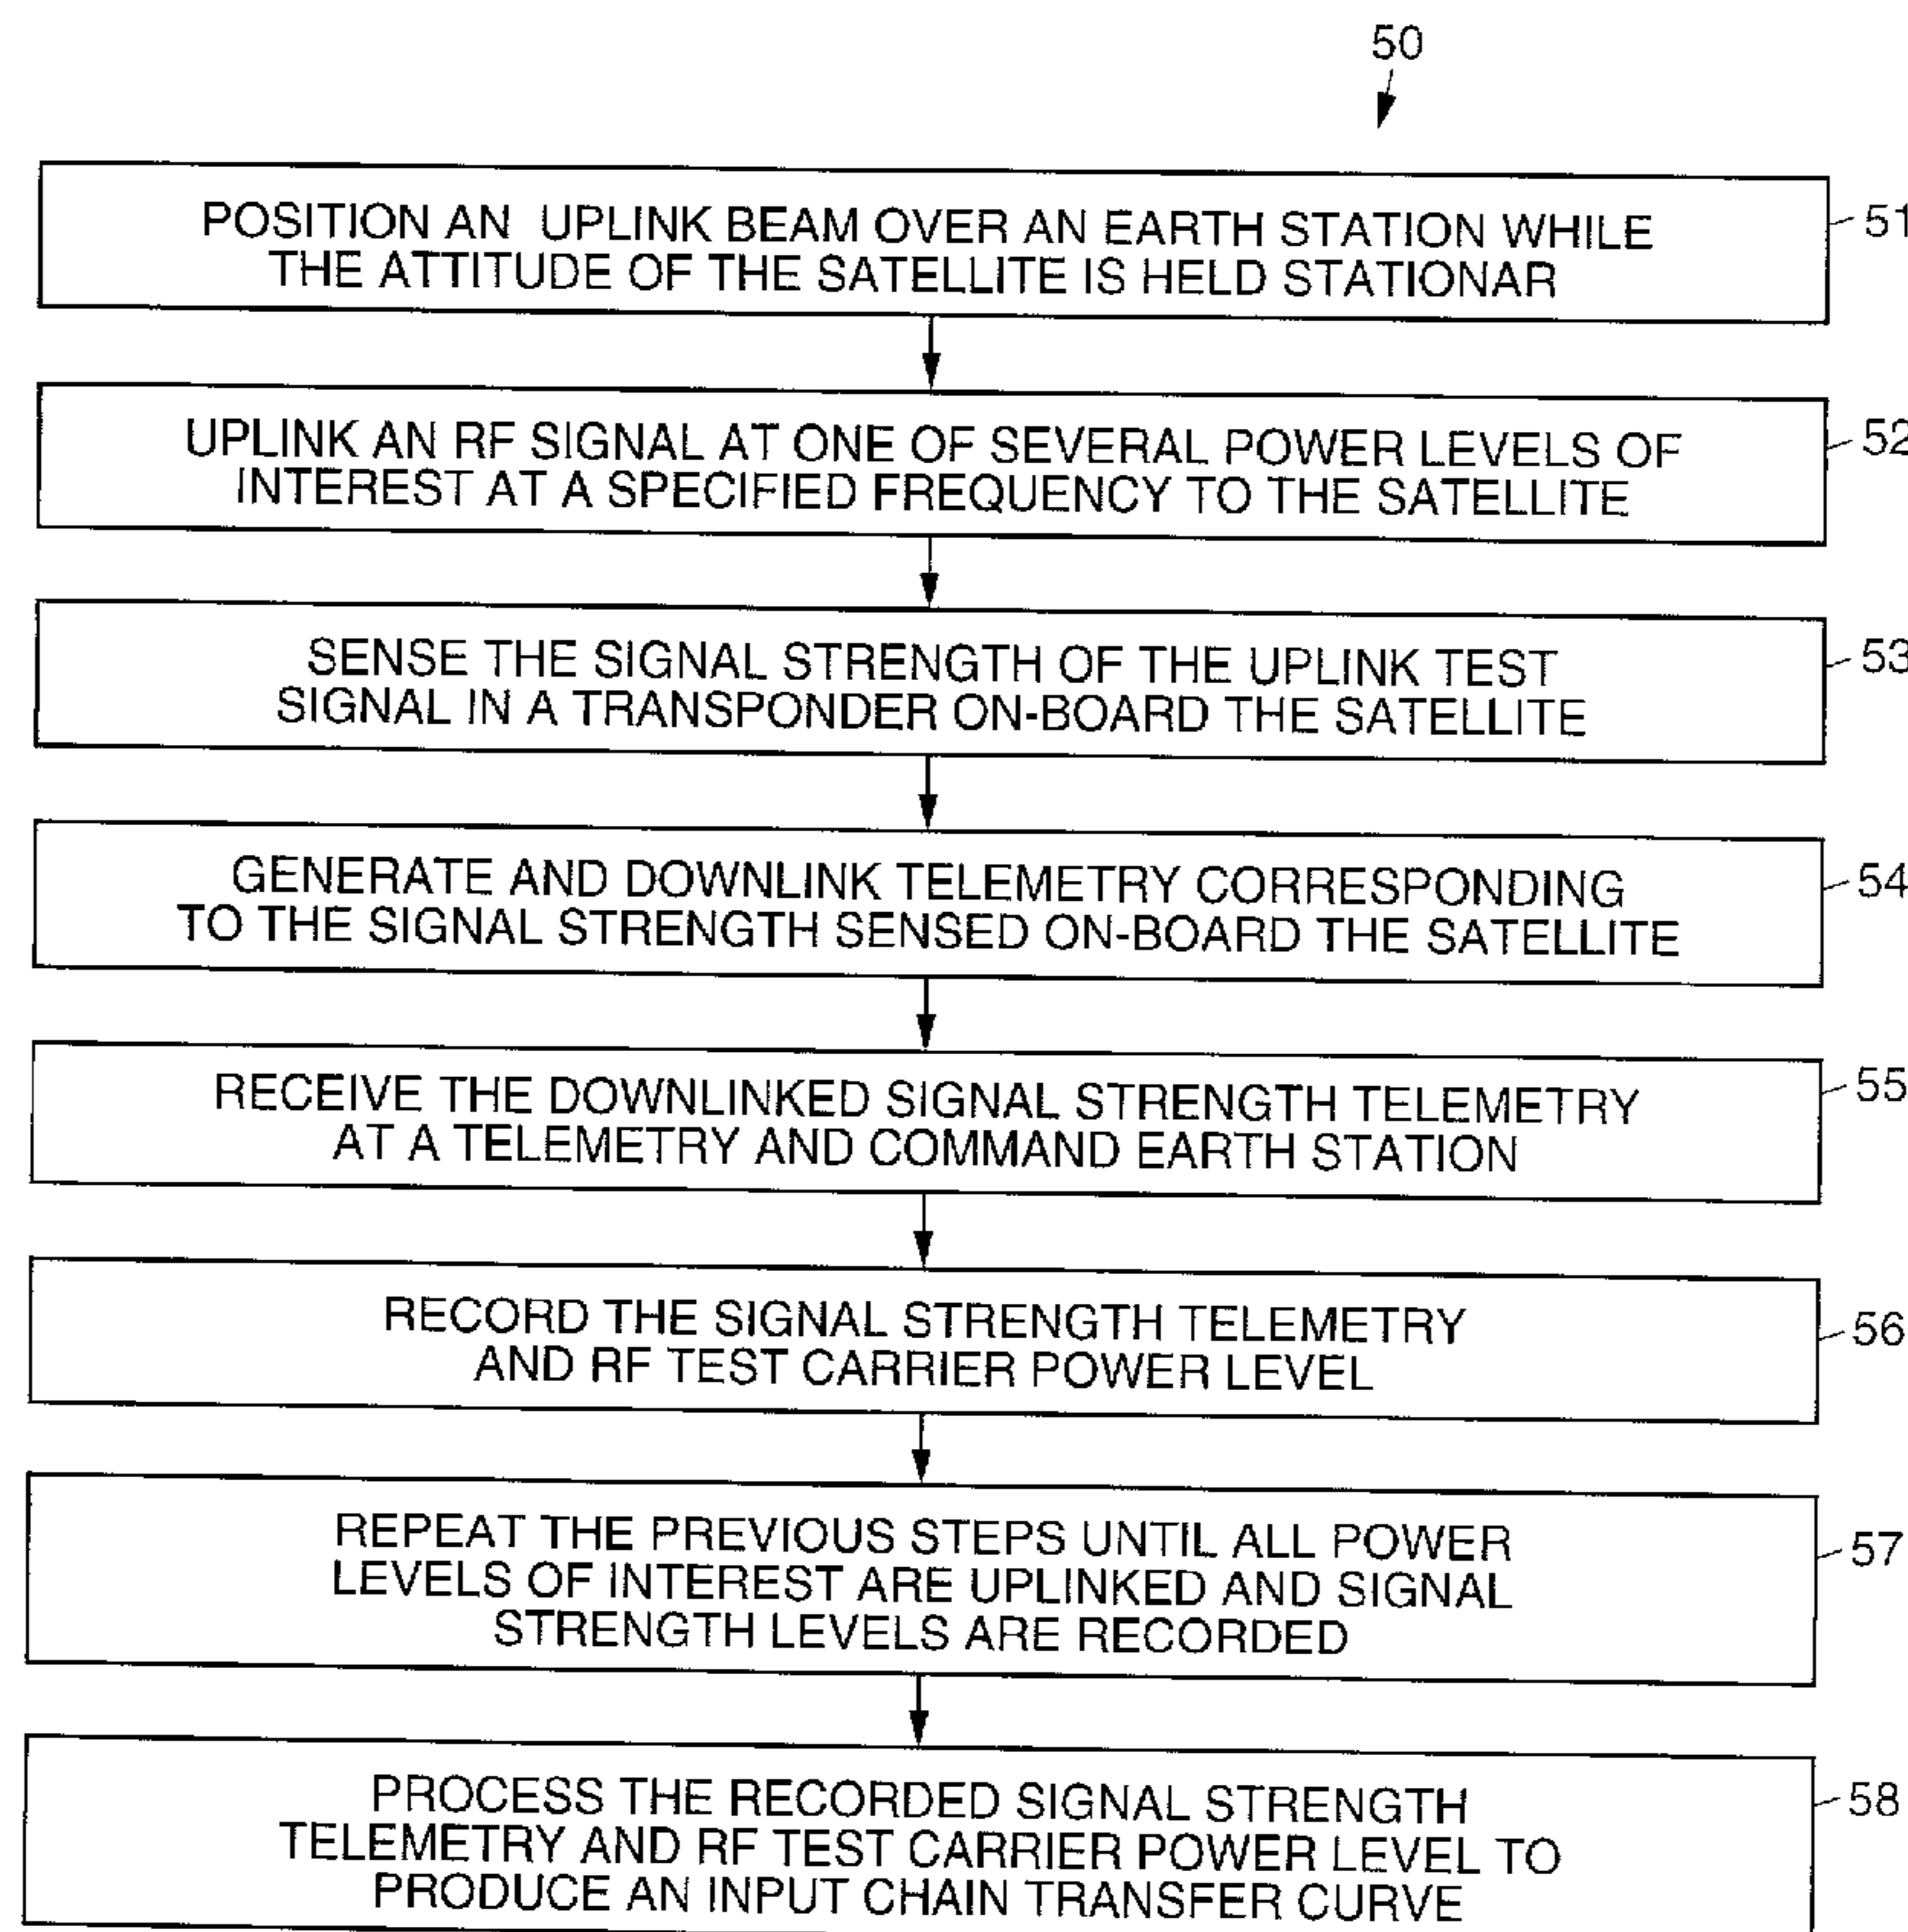 50
POSITION AN UPLINK BEAM OVER AN EARTH STATION WHILE
THE ATTITUDE OF THE SATELLITE IS HELD STATIONAR
51
UPLINK AN RF SIGNAL AT ONE OF SEVERAL POWER LEVELS OF
INTEREST AT A SPECIFIED FREQUENCY TO THE SATELLITE
52
SENSE THE SIGNAL STRENGTH OF THE UPLINK TEST
SIGNAL IN A TRANSPONDER ON-BOARD THE SATELLITE
53
GENERATE AND DOWNLINK TELEMETRY CORRESPONDING
TO THE SIGNAL STRENGTH SENSED ON-BOARD THE SATELLITE
54
RECEIVE THE DOWNLINKED SIGNAL STRENGTH TELEMETRY
AT A TELEMETRY AND COMMAND EARTH STATION
55
RECORD THE SIGNAL STRENGTH TELEMETRY
AND RF TEST CARRIER POWER LEVEL
56
REPEAT THE PREVIOUS STEPS UNTIL ALL POWER
LEVELS OF INTEREST ARE UPLINKED AND SIGNAL
STRENGTH LEVELS ARE RECORDED
57
PROCESS THE RECORDED SIGNAL STRENGTH
TELEMETRY AND RF TEST CARRIER POWER LEVEL TO
PRODUCE AN INPUT CHAIN TRANSFER CURVE
58